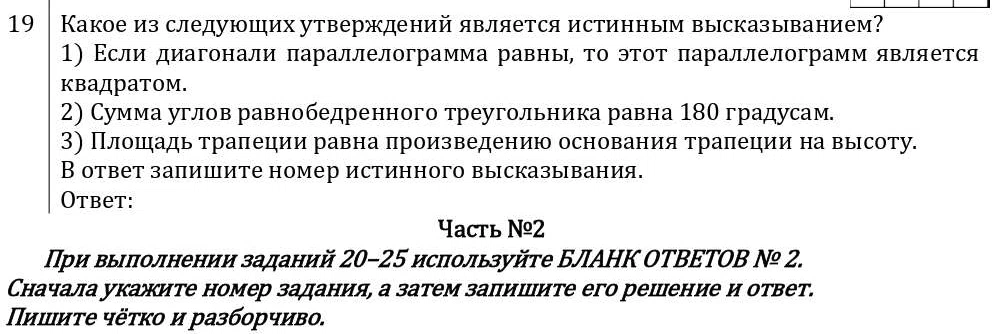 19 Какое из следующих утверждений является истинным высказыванием?
1) Если диагонали параллелограмма равны, то этот параллелограмм является
квадратом.
2) Сумма углов равнобедренного треугольника равна 180 градусам.
3) Площадь трапеции равна произведению основания трапеции на высоту.
В ответ запишите номер истинного высказывания.
Ответ:
Часть №2
При выполнении заданий 20–25 используйте БЛАНК ОТВЕТОВ № 2.
Сначала укажите номер задания, а затем запишите его решение и ответ.
Пишите чётко и разборчиво.